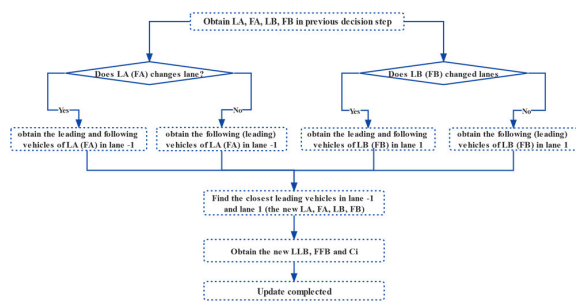 Obtain LA, FA, LB, FB in previous decision step
Does LA (FA) changes lane?
Does LB (FB) changed lanes
Yes
No
Yes
No
obtain the leading and following
vehicles of LA (FA) in lane -1
obtain the following (leading)
vehicles of LA (FA) in lane -1
obtain the leading and following
vehicles of LB (FB) in lane 1
obtain the following (leading)
vehicles of LB (FB) in lane 1
Find the closest leading vehicles in lane -1
and lane 1 (the new LA, FA, LB, FB)
Obtain the new LLB, FFB and Ci
Update complected